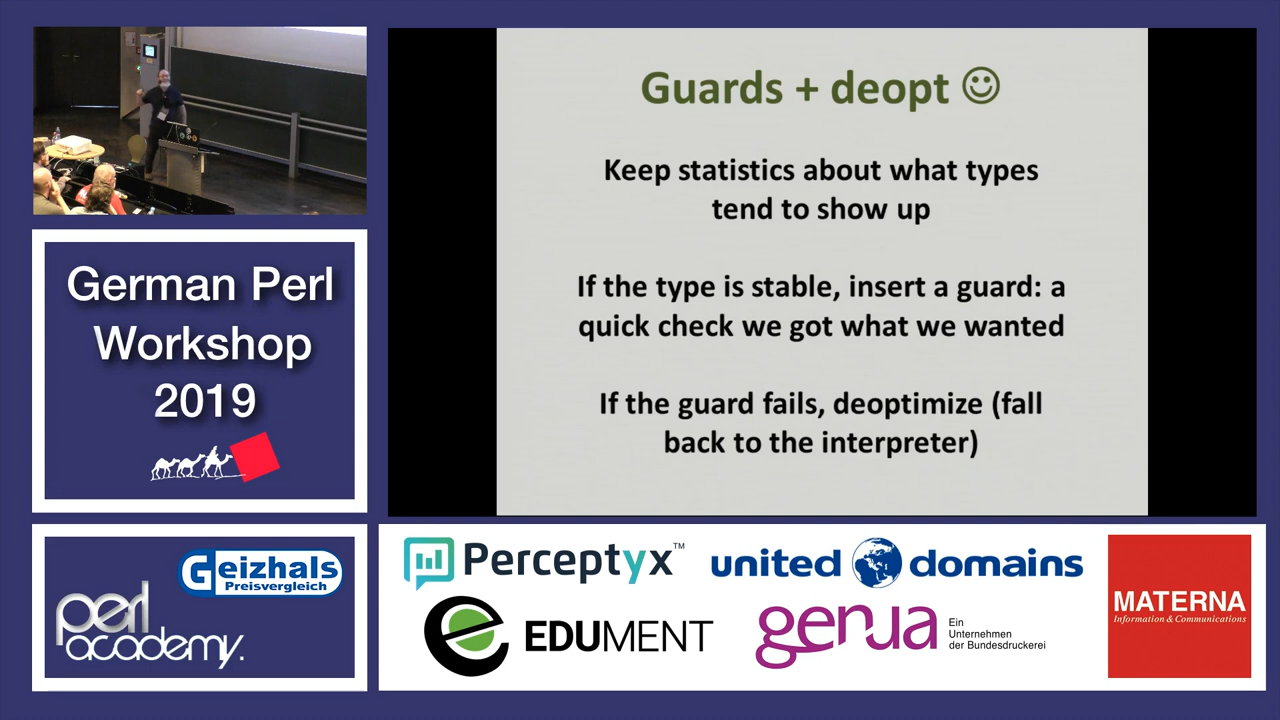 Guards + deopt ☺
Keep statistics about what types
tend to show up
If the type is stable, insert a guard: a
quick check we got what we wanted
If the guard fails, deoptimize (fall
back to the interpreter)
German Perl
Workshop
2019
Geizhals
Preisvergleich
perl
academy.
Perceptyx™
united domains
EDUMENT
genua
Ein
Unternehmen
der Bundesdruckerei
MATERNA
Information & Communications